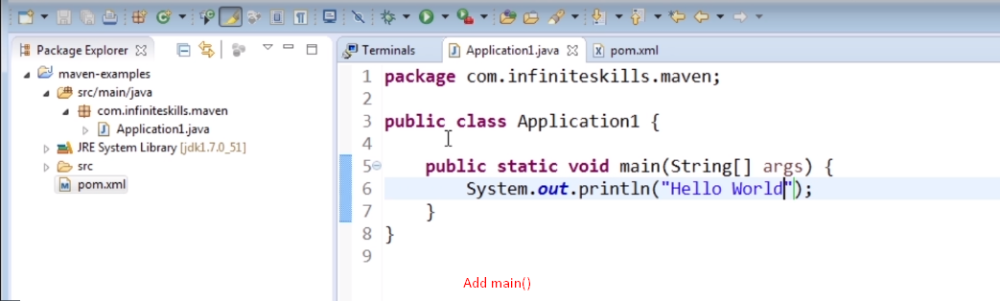 Package Explorer
maven-examples
src/main/java
com.infiniteskills.maven
Application1.java
JRE System Library [jdk1.7.0_51]
src
pom.xml
Terminals Application1.java pom.xml
1 package com.infiniteskills.maven;
2
3 public class Application1 {
4
5 public static void main(String[] args) {
6 System.out.println("Hello World");
7 }
8 }
9
Add main()